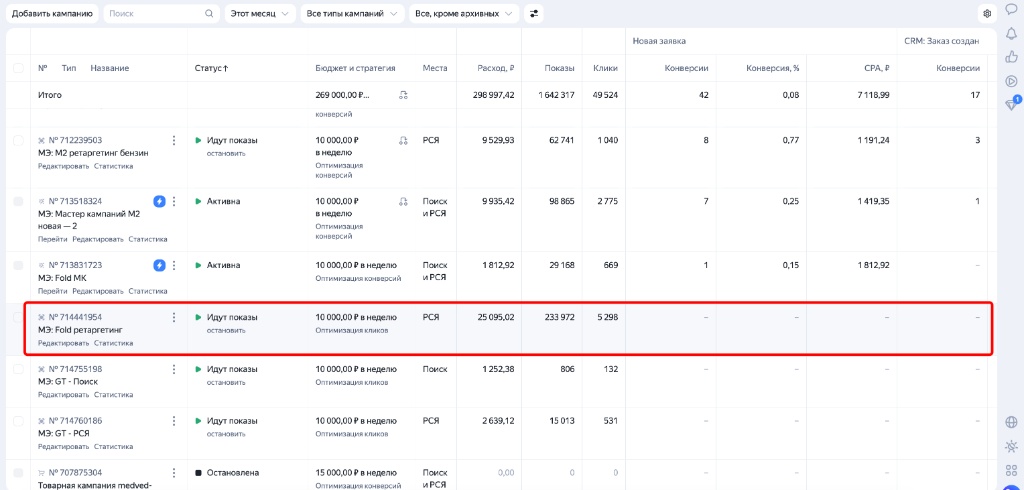 Добавить кампанию Поиск Этот месяц Все типы кампаний Все, кроме архивных
Новая заявка CRM: Заказ создан
№ Тип Название Статус↑ Бюджет и стратегия Места Расход, ₽ Показы Клики Конверсии Конверсия, % CPA, ₽ Конверсии
Итого 269 000,00 ₽... 298 997,42 1 642 317 49 524 42 0,08 7 118,99 17
конверсий
№ 712239503 Идут показы 10 000,00 ₽ РСЯ 9 529,93 62 741 1 040 8 0,77 1 191,24 3
МЭ: М2 ретаргетинг бензин остановить в неделю
Редактировать Статистика Оптимизация
конверсий
№ 713518324 Активна 10 000,00 ₽ Поиск 9 935,42 98 865 2 775 7 0,25 1 419,35 1
МЭ: Мастер кампаний М2 в неделю и РСЯ
новая — 2 Оптимизация
Перейти Редактировать Статистика конверсий
№ 713831723 Активна 10 000,00 ₽ в неделю Поиск 1 812,92 29 168 669 1 0,15 1 812,92 –
МЭ: Fold МК Оптимизация конверсий и РСЯ
Перейти Редактировать Статистика
№ 714441954 Идут показы 10 000,00 ₽ в неделю РСЯ 25 095,02 233 972 5 298 – – – –
МЭ: Fold ретаргетинг остановить Оптимизация кликов
Редактировать Статистика
№ 714755198 Идут показы 10 000,00 ₽ в неделю Поиск 1 252,38 806 132 – – – –
МЭ: GT - Поиск остановить Оптимизация кликов
Редактировать Статистика
№ 714760186 Идут показы 10 000,00 ₽ в неделю РСЯ 2 639,12 15 013 531 – – – –
МЭ: GT - РСЯ остановить Оптимизация кликов
Редактировать Статистика
№ 707875304 Остановлена 15 000,00 ₽ в неделю Поиск 0,00 0 0 – – – –
Товарная кампания medved- Оптимизация конверсий и РСЯ
1